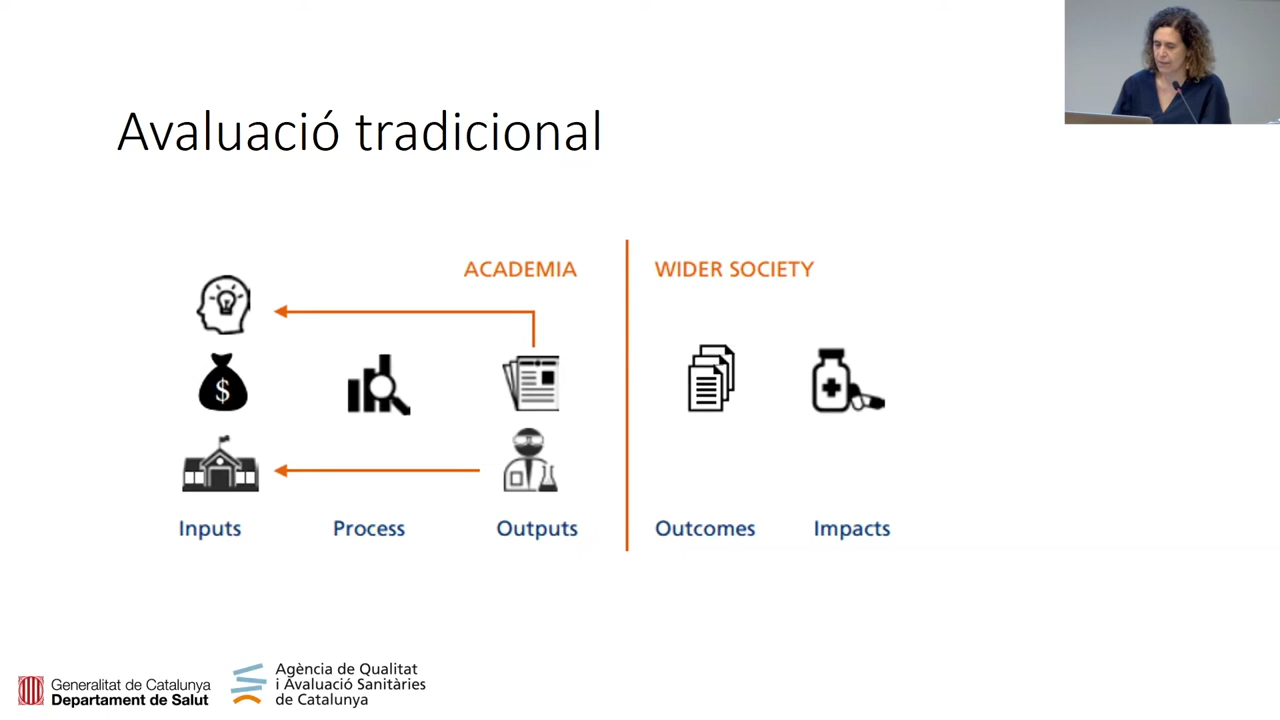 Avaluació tradicional
ACADEMIA
WIDER SOCIETY
$
Inputs
Process
Outputs
Outcomes
Impacts
Generalitat de Catalunya
Departament de Salut
Agència de Qualitat
i Avaluació Sanitàries
de Catalunya